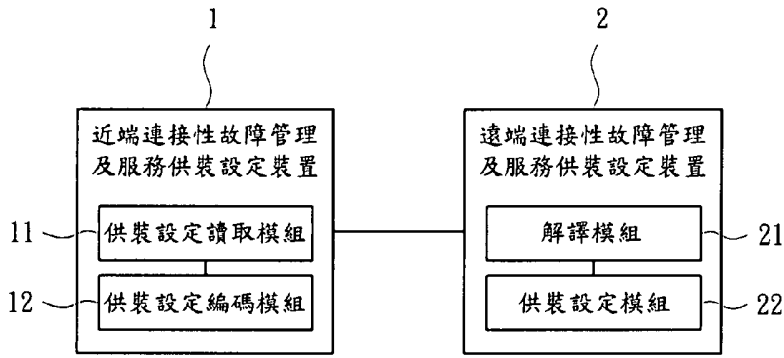 1
2
近端連接性故障管理
及服務供裝設定裝置
遠端連接性故障管理
及服務供裝設定裝置
11
供裝設定讀取模組
12
供裝設定編碼模組
解譯模組
21
供裝設定模組
22